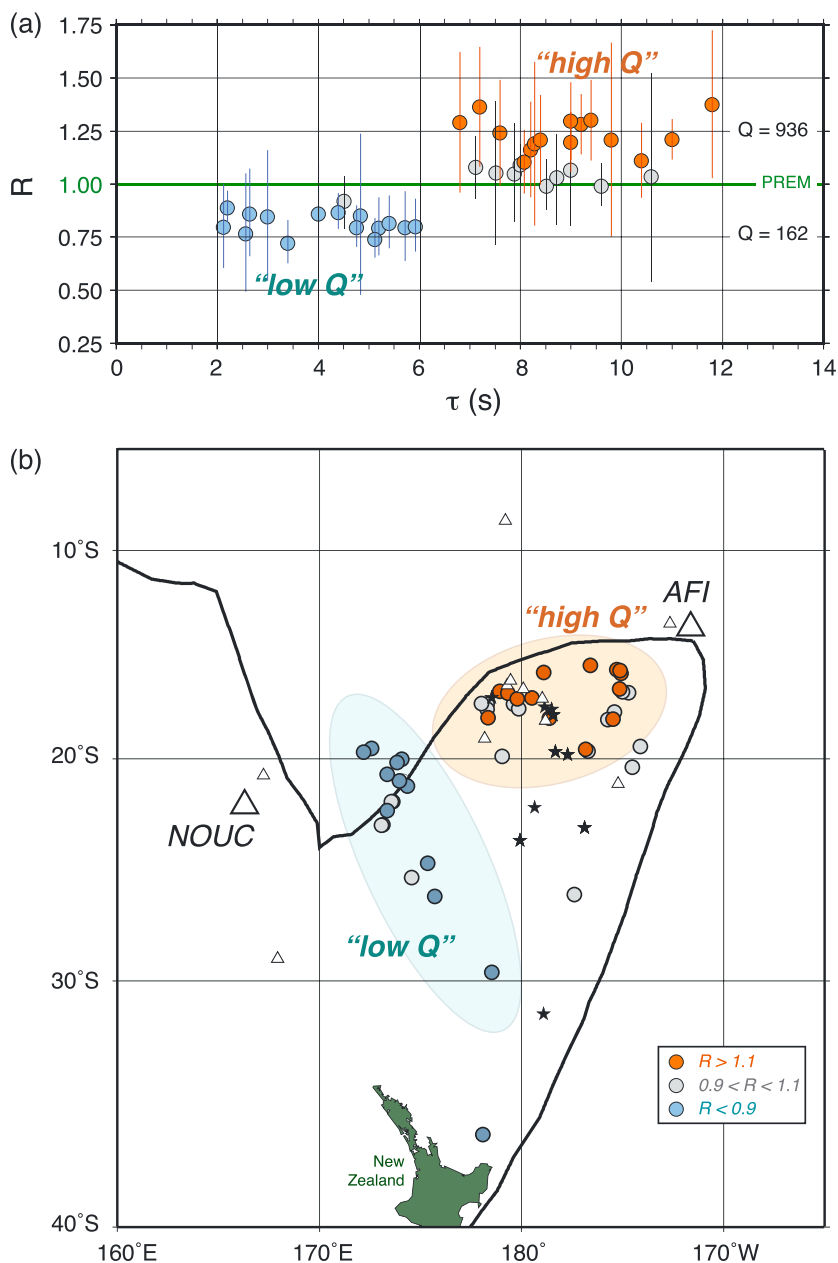 (a)
1.75
1.50
1.25
1.00
0.75
0.50
0.25
R
“high Q”
Q = 936
PREM
Q = 162
“low Q”
0 2 4 6 8 10 12 14
τ (s)
(b)
10°S
20°S
30°S
40°S
AFI
“high Q”
NOUC
“low Q”
R > 1.1
0.9 < R < 1.1
R < 0.9
New
Zealand
160°E 170°E 180° 170°W